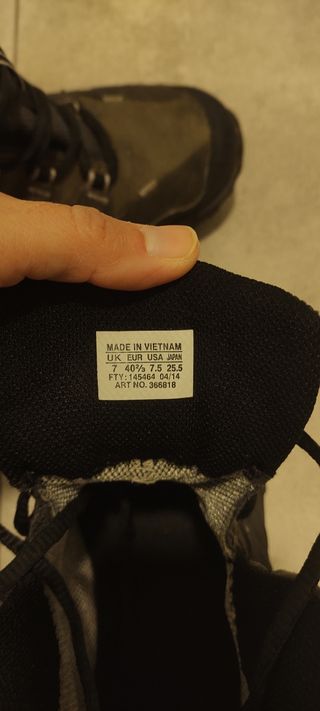 MADE IN VIETNAM
UK EUR USA JAPAN
7 40⅔ 7.5 25.5
FTY: 145464 04/14
ART NO. 366818